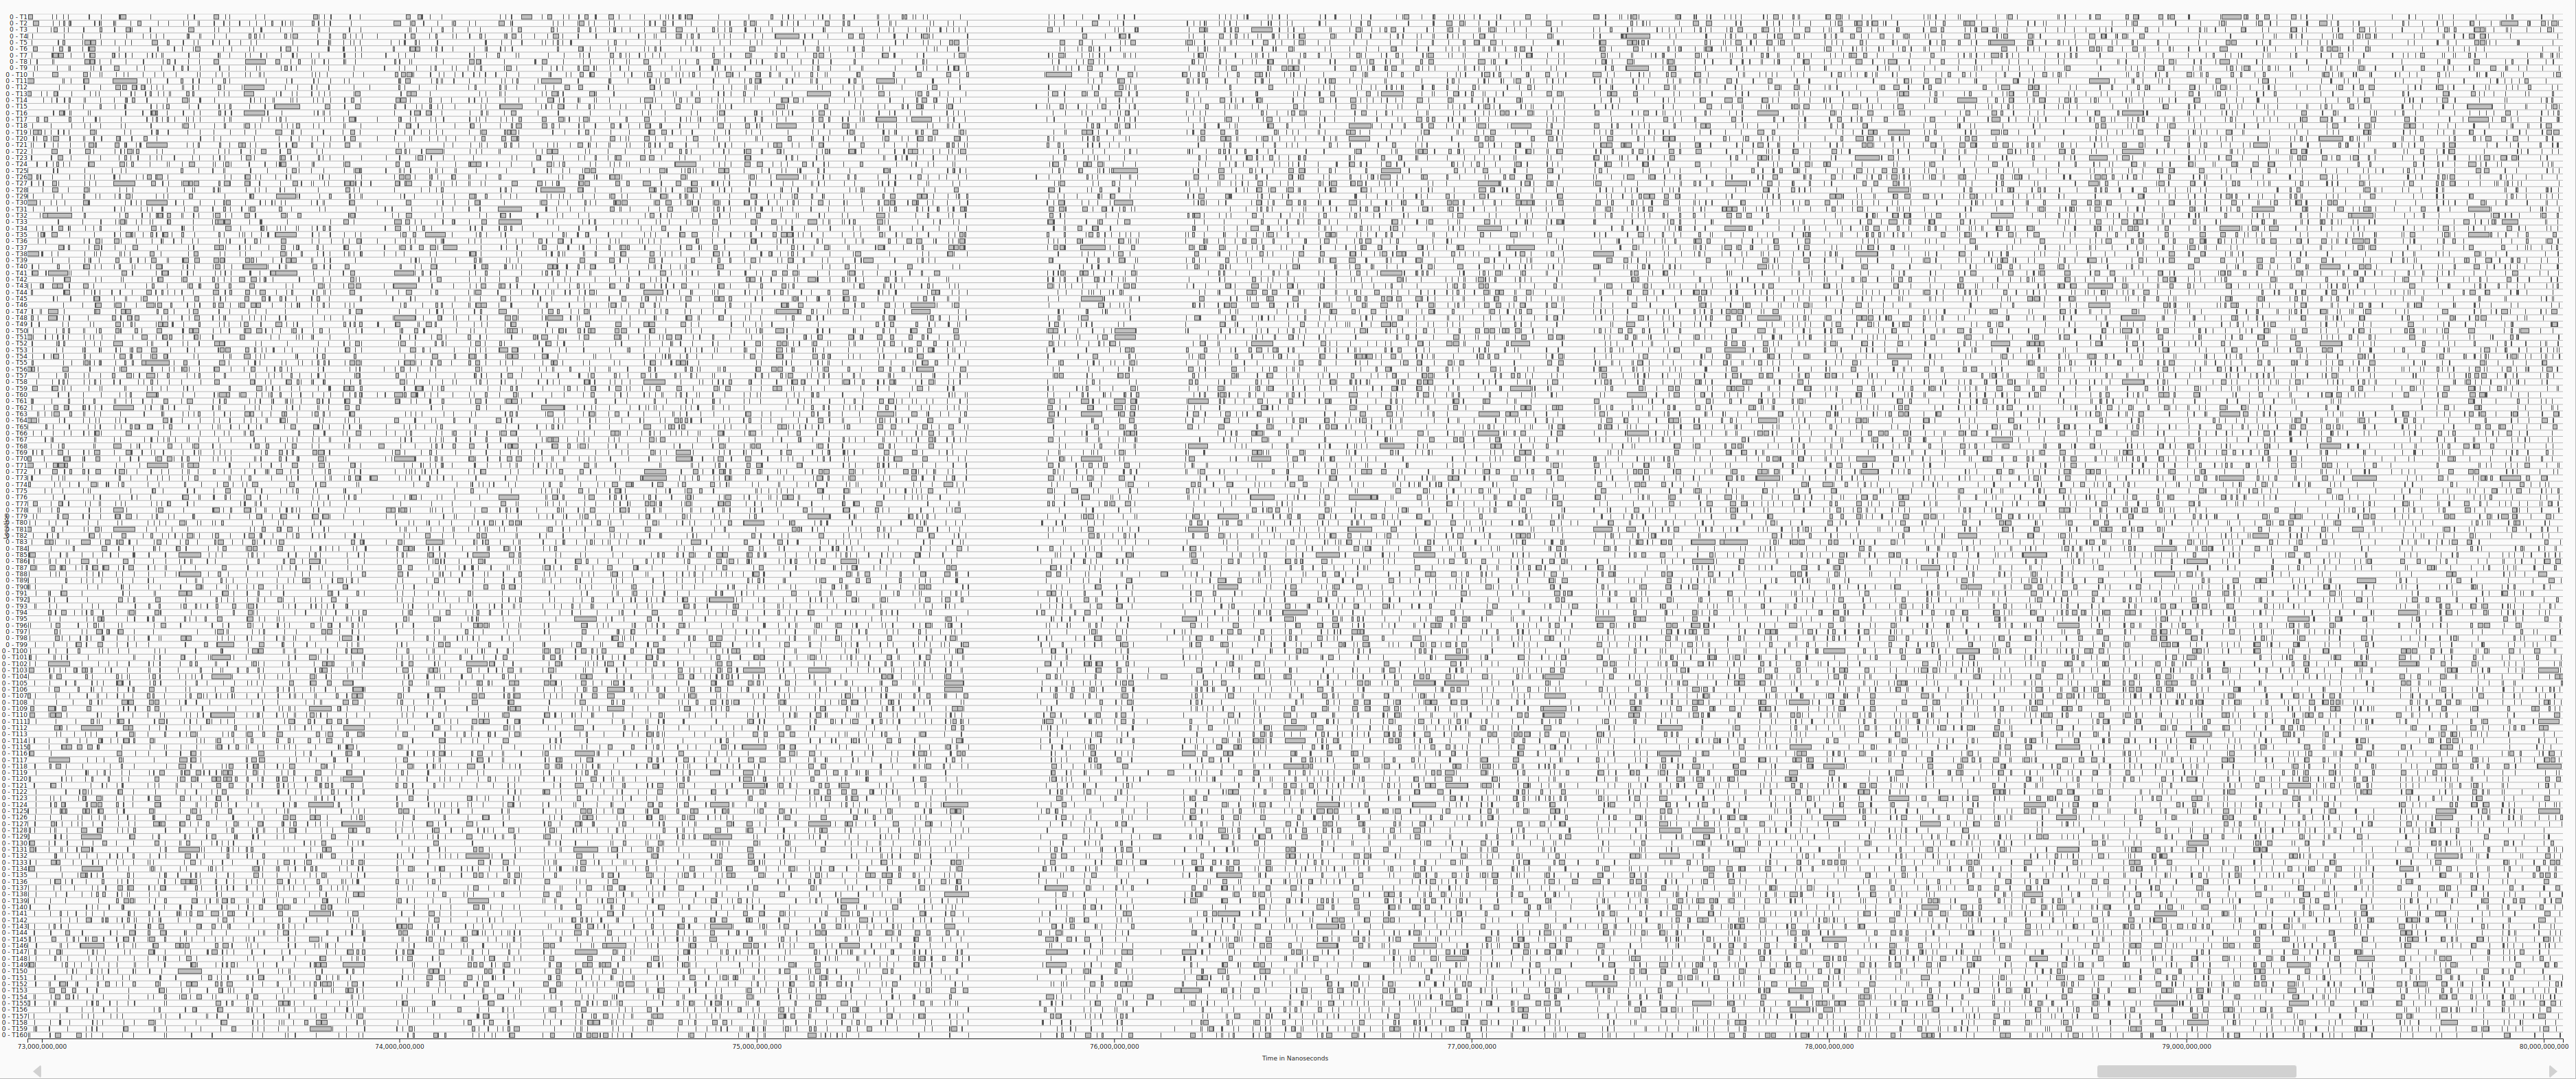 0 - T1
0 - T2
0 - T3
0 - T4
0 - T5
0 - T6
0 - T7
0 - T8
0 - T9
0 - T10
0 - T11
0 - T12
0 - T13
0 - T14
0 - T15
0 - T16
0 - T17
0 - T18
0 - T19
0 - T20
0 - T21
0 - T22
0 - T23
0 - T24
0 - T25
0 - T26
0 - T27
0 - T28
0 - T29
0 - T30
0 - T31
0 - T32
0 - T33
0 - T34
0 - T35
0 - T36
0 - T37
0 - T38
0 - T39
0 - T40
0 - T41
0 - T42
0 - T43
0 - T44
0 - T45
0 - T46
0 - T47
0 - T48
0 - T49
0 - T50
0 - T51
0 - T52
0 - T53
0 - T54
0 - T55
0 - T56
0 - T57
0 - T58
0 - T59
0 - T60
0 - T61
0 - T62
0 - T63
0 - T64
0 - T65
0 - T66
0 - T67
0 - T68
0 - T69
0 - T70
0 - T71
0 - T72
0 - T73
0 - T74
0 - T75
0 - T76
0 - T77
0 - T78
0 - T79
0 - T80
0 - T81
0 - T82
0 - T83
0 - T84
0 - T85
0 - T86
0 - T87
0 - T88
0 - T89
0 - T90
0 - T91
0 - T92
0 - T93
0 - T94
0 - T95
0 - T96
0 - T97
0 - T98
0 - T99
0 - T100
0 - T101
0 - T102
0 - T103
0 - T104
0 - T105
0 - T106
0 - T107
0 - T108
0 - T109
0 - T110
0 - T111
0 - T112
0 - T113
0 - T114
0 - T115
0 - T116
0 - T117
0 - T118
0 - T119
0 - T120
0 - T121
0 - T122
0 - T123
0 - T124
0 - T125
0 - T126
0 - T127
0 - T128
0 - T129
0 - T130
0 - T131
0 - T132
0 - T133
0 - T134
0 - T135
0 - T136
0 - T137
0 - T138
0 - T139
0 - T140
0 - T141
0 - T142
0 - T143
0 - T144
0 - T145
0 - T146
0 - T147
0 - T148
0 - T149
0 - T150
0 - T151
0 - T152
0 - T153
0 - T154
0 - T155
0 - T156
0 - T157
0 - T158
0 - T159
0 - T160
73,000,000,000 74,000,000,000 75,000,000,000 76,000,000,000 77,000,000,000 78,000,000,000 79,000,000,000 80,000,000,000
Time in Nanoseconds